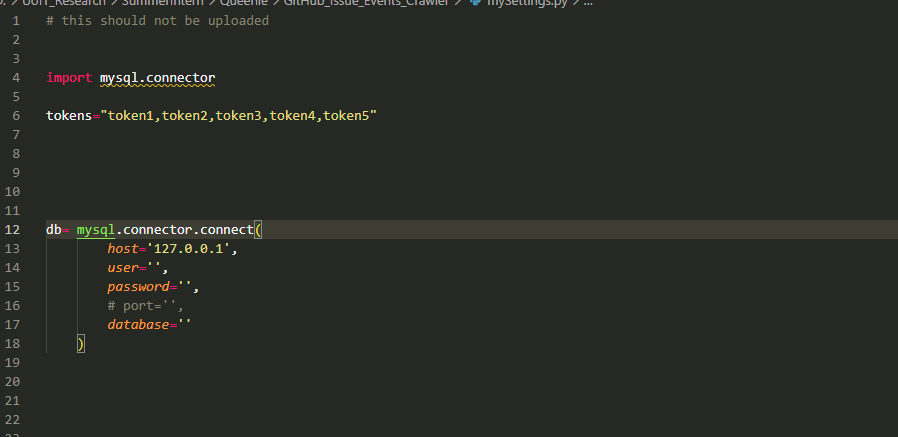 UofT_Research > SummerIntern > Queenie > GitHub_Issue_Events_Crawler > mySettings.py > ...
1 # this should not be uploaded
2
3
4 import mysql.connector
5
6 tokens="token1,token2,token3,token4,token5"
7
8
9
10
11
12 db= mysql.connector.connect(
13 host='127.0.0.1',
14 user='',
15 password='',
16 # port='',
17 database=''
18 )
19
20
21
22
23